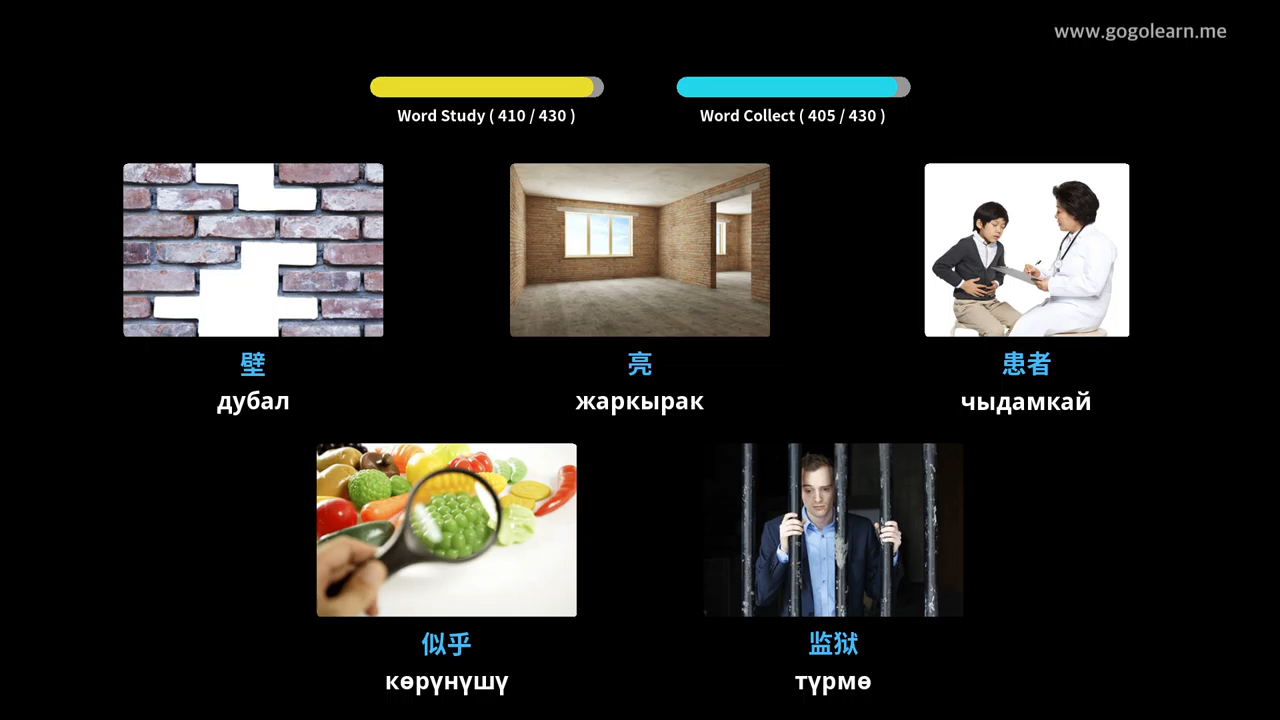 www.gogolearn.me
Word Study ( 410 / 430 )
Word Collect ( 405 / 430 )
壁
дубал
亮
жаркырак
患者
чыдамкай
似乎
көрүнүшү
监狱
түрмө